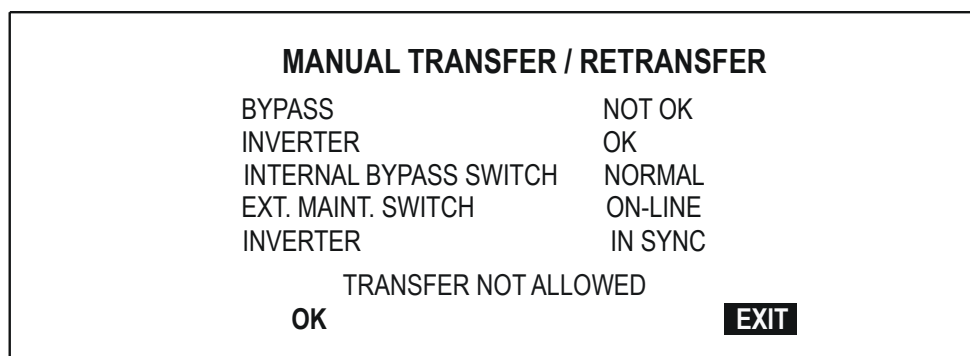 MANUAL TRANSFER / RETRANSFER
BYPASS NOT OK
INVERTER OK
INTERNAL BYPASS SWITCH NORMAL
EXT. MAINT. SWITCH ON-LINE
INVERTER IN SYNC
TRANSFER NOT ALLOWED
OK EXIT